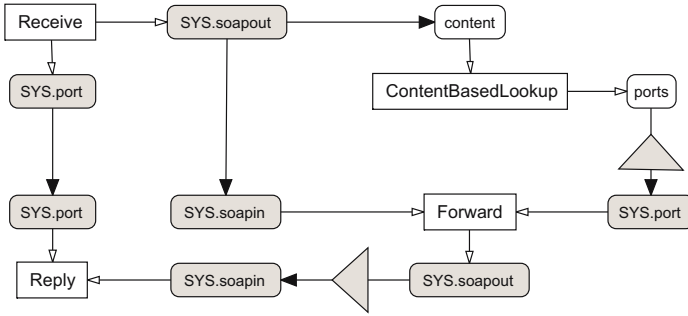 Receive
SYS.soapout
content
SYS.port
ContentBasedLookup
ports
SYS.port
SYS.soapin
Forward
SYS.port
Reply
SYS.soapin
SYS.soapout